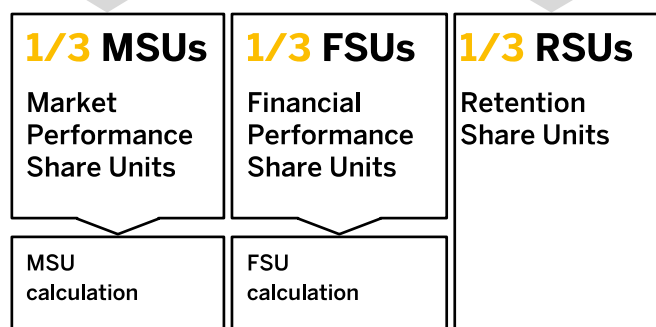 1/3 MSUs
Market
Performance
Share Units
MSU
calculation
1/3 FSUs
Financial
Performance
Share Units
FSU
calculation
1/3 RSUs
Retention
Share Units